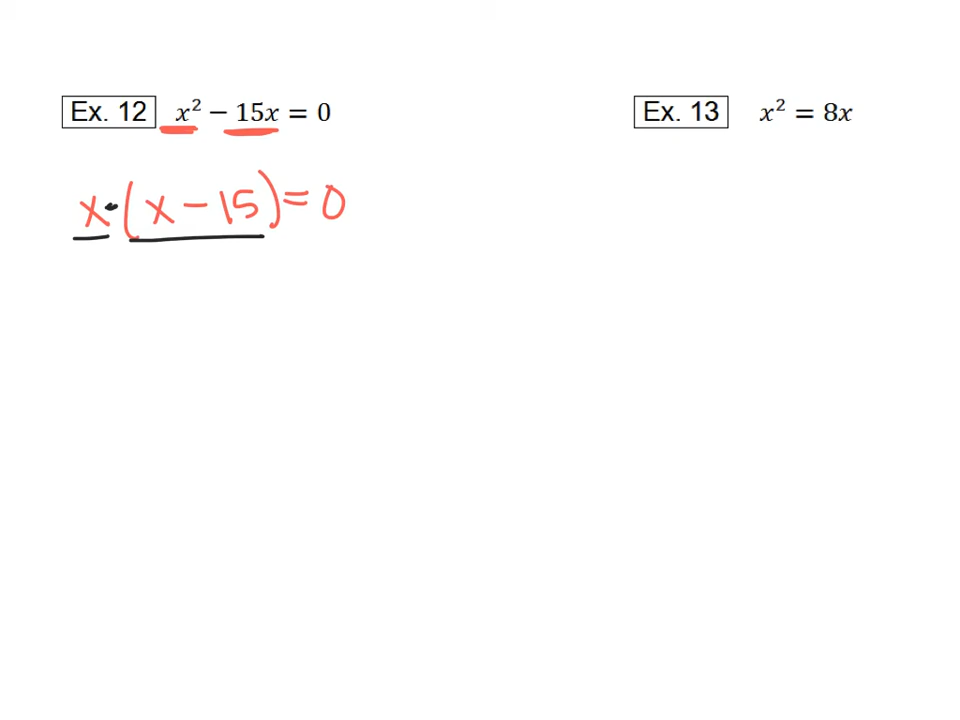 Ex. 12 x² − 15x = 0
x·(x − 15) = 0
Ex. 13 x² = 8x